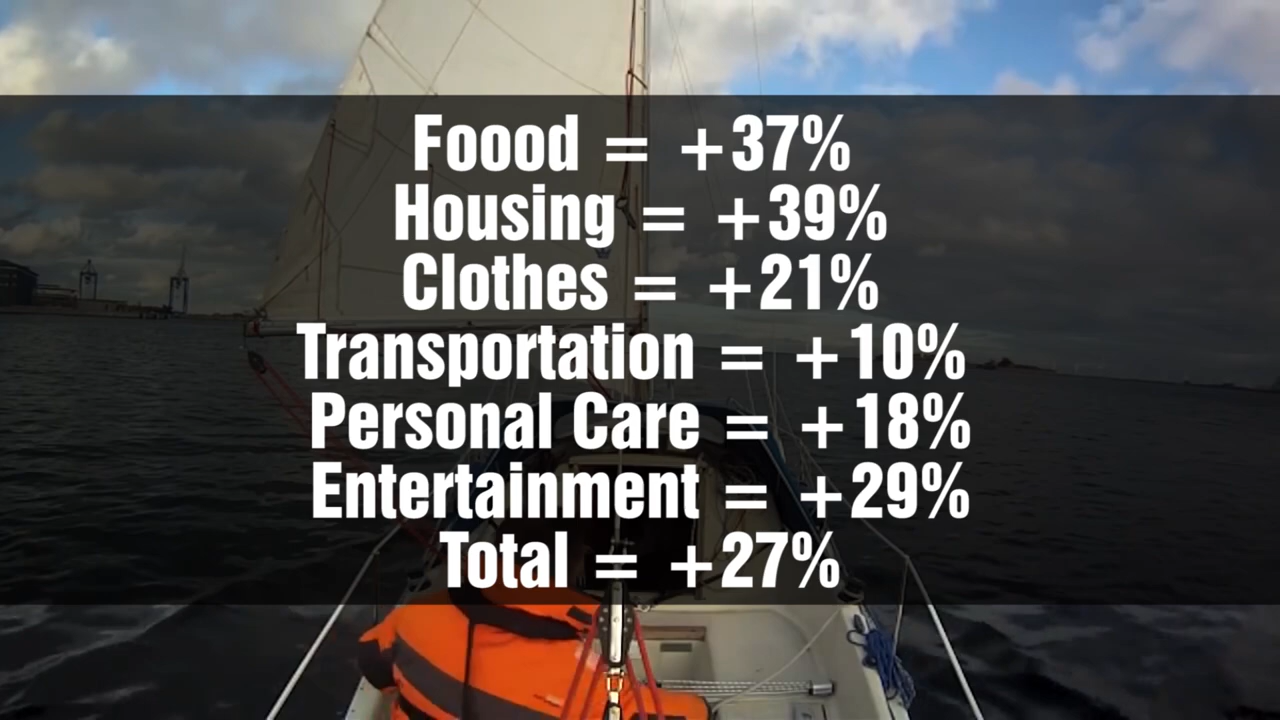 Foood = +37%
Housing = +39%
Clothes = +21%
Transportation = +10%
Personal Care = +18%
Entertainment = +29%
Total = +27%